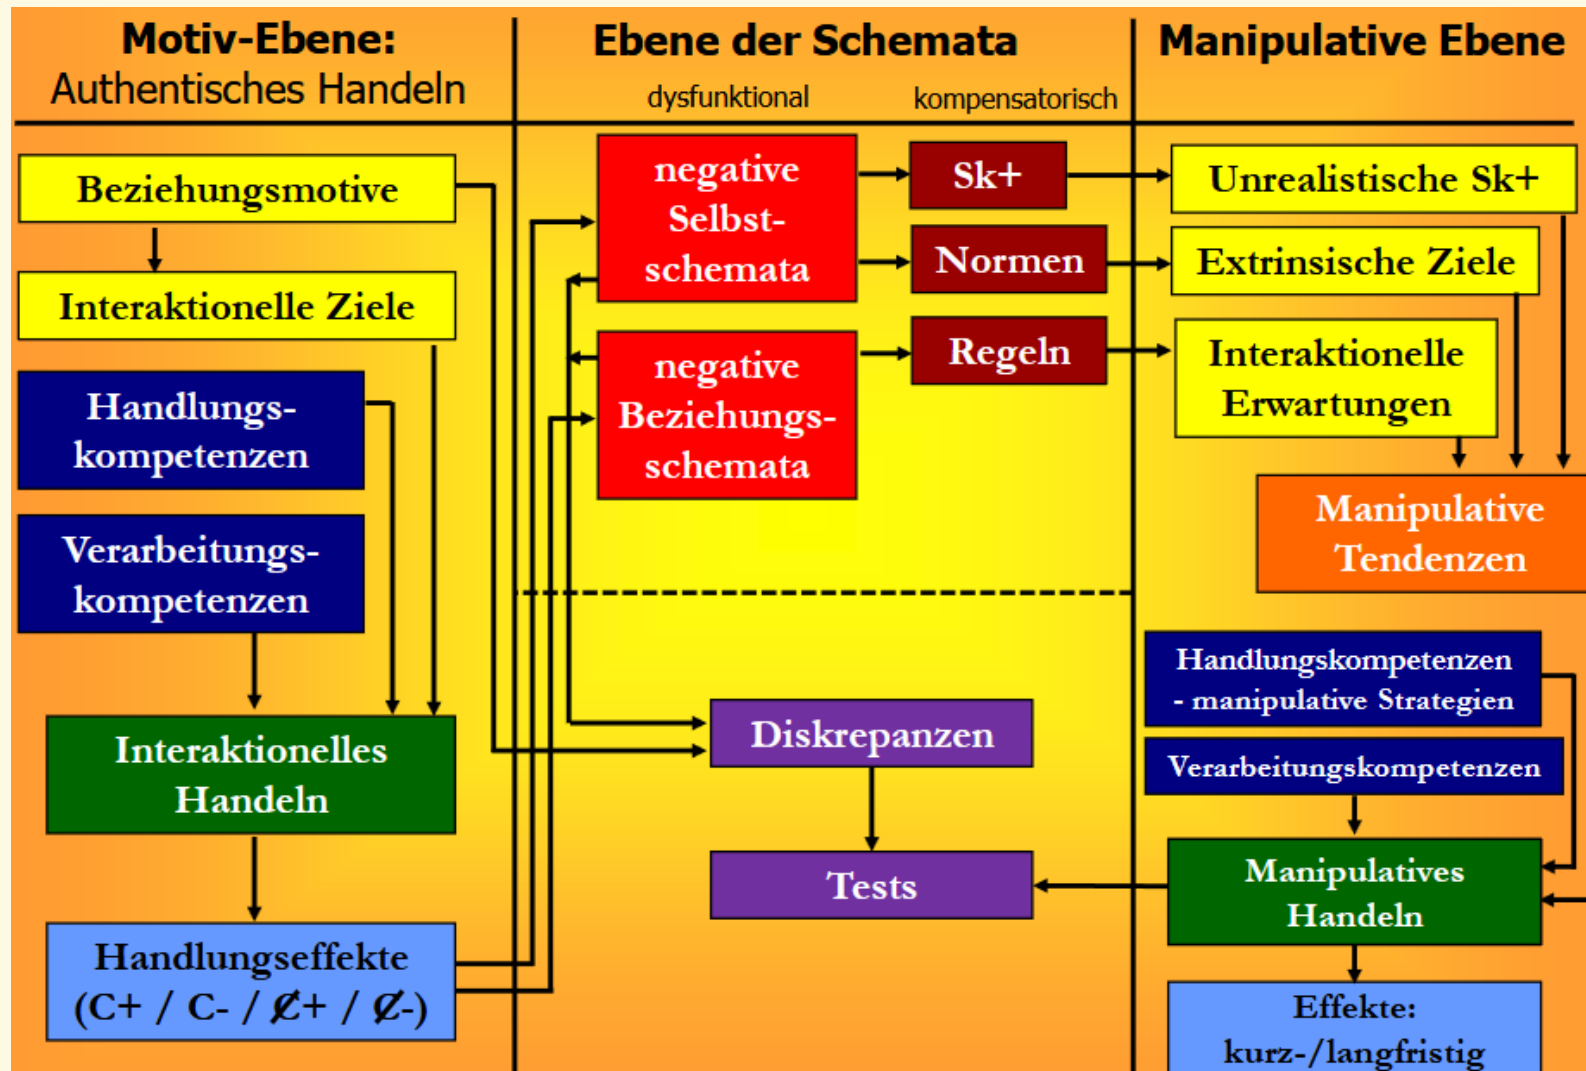 Motiv-Ebene:
Authentisches Handeln
Beziehungsmotive
Interaktionelle Ziele
Handlungs-
kompetenzen
Verarbeitungs-
kompetenzen
Interaktionelles
Handeln
Handlungseffekte
(C+ / C- / ₵+ / ₵-)
Ebene der Schemata
dysfunktional
kompensatorisch
negative
Selbst-
schemata
negative
Beziehungs-
schemata
Sk+
Normen
Regeln
Diskrepanzen
Tests
Manipulative Ebene
Unrealistische Sk+
Extrinsische Ziele
Interaktionelle
Erwartungen
Manipulative
Tendenzen
Handlungskompetenzen
- manipulative Strategien
Verarbeitungskompetenzen
Manipulatives
Handeln
Effekte:
kurz-/langfristig